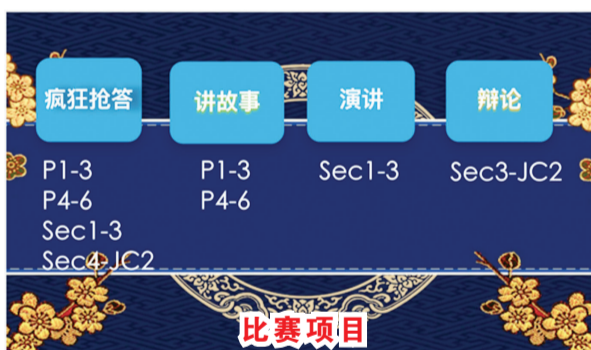 疯狂抢答
讲故事
演讲
辩论
P1-3
P4-6
Sec1-3
Sec4-JC2
P1-3
P4-6
Sec1-3
Sec3-JC2
比赛项目